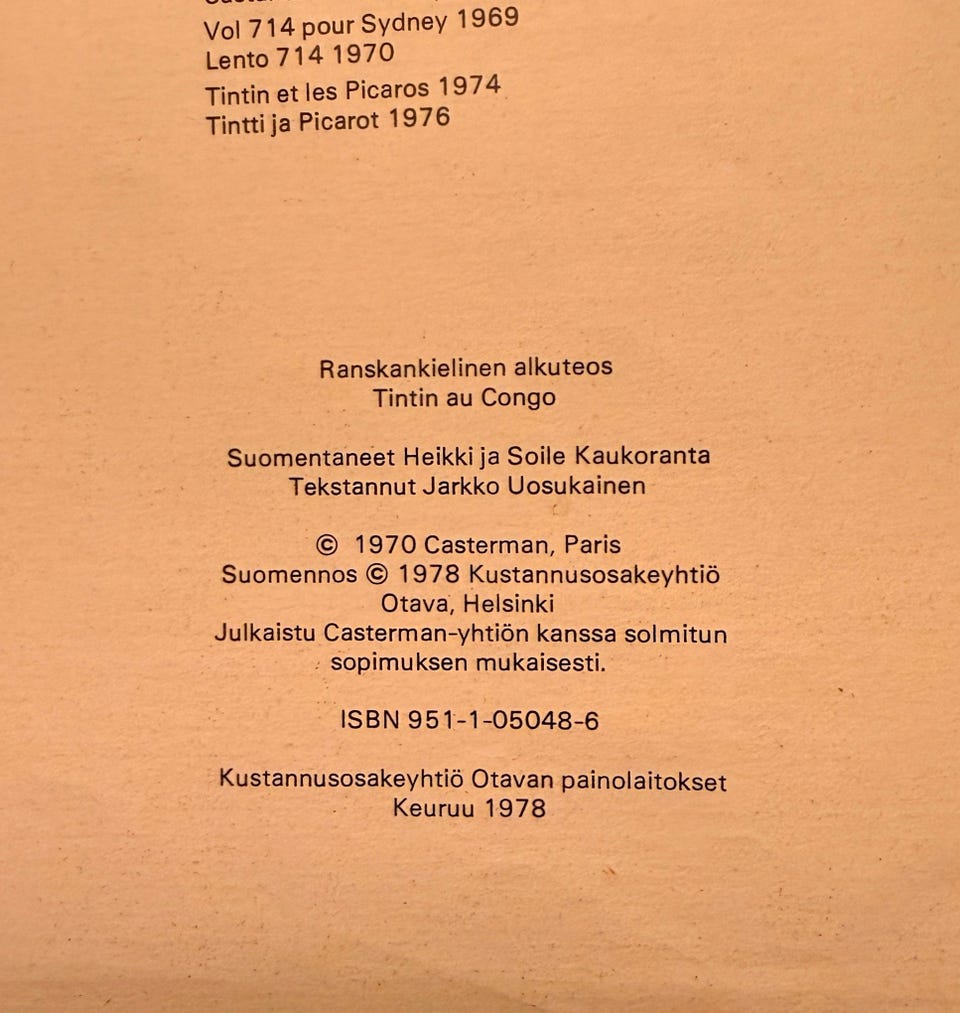 Vol 714 pour Sydney 1969
Lento 714 1970
Tintin et les Picaros 1974
Tintti ja Picarot 1976
Ranskankielinen alkuteos
Tintin au Congo
Suomentaneet Heikki ja Soile Kaukoranta
Tekstannut Jarkko Uosukainen
© 1970 Casterman, Paris
Suomennos © 1978 Kustannusosakeyhtiö
Otava, Helsinki
Julkaistu Casterman-yhtiön kanssa solmitun
sopimuksen mukaisesti.
ISBN 951-1-05048-6
Kustannusosakeyhtiö Otavan painolaitokset
Keuruu 1978